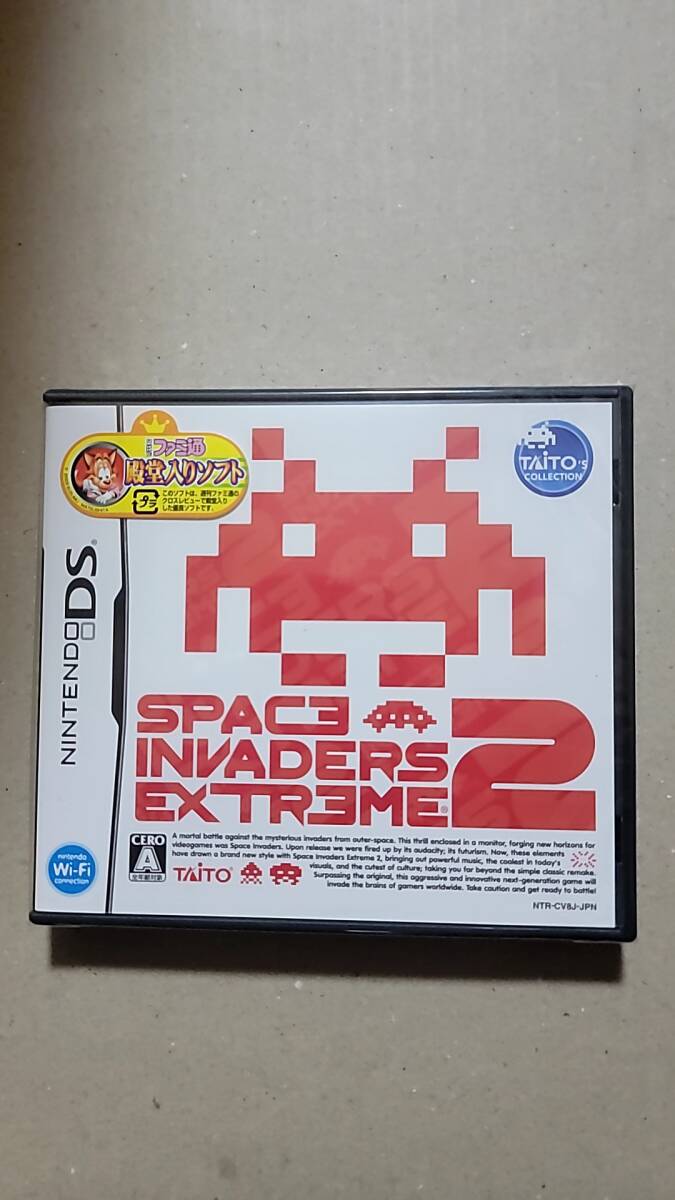 ファミ通
殿堂入りソフト
このソフトは、週刊ファミ通の
クロスレビューで殿堂入り
した優良ソフトです。
プラ
TAITO's
COLLECTION
NINTENDO DS®
SPACE
INVADERS
EXTREME® 2
CERO
A
全年齢対象
TAITO®
A mortal battle against the mysterious invaders from outer-space. This thrill enclosed in a monitor, forging new horizons for
videogames was Space Invaders. Upon release we were fired up by its audacity; its futurism. Now, these elements
have drawn a brand new style with Space Invaders Extreme 2, bringing out powerful music, the coolest in today's
visuals, and the cutest of culture; taking you far beyond the simple classic remake.
Surpassing the original, this aggressive and innovative next-generation game will
invade the brains of gamers worldwide. Take caution and get ready to battle!
nintendo
Wi-Fi
connection
NTR-CV8J-JPN